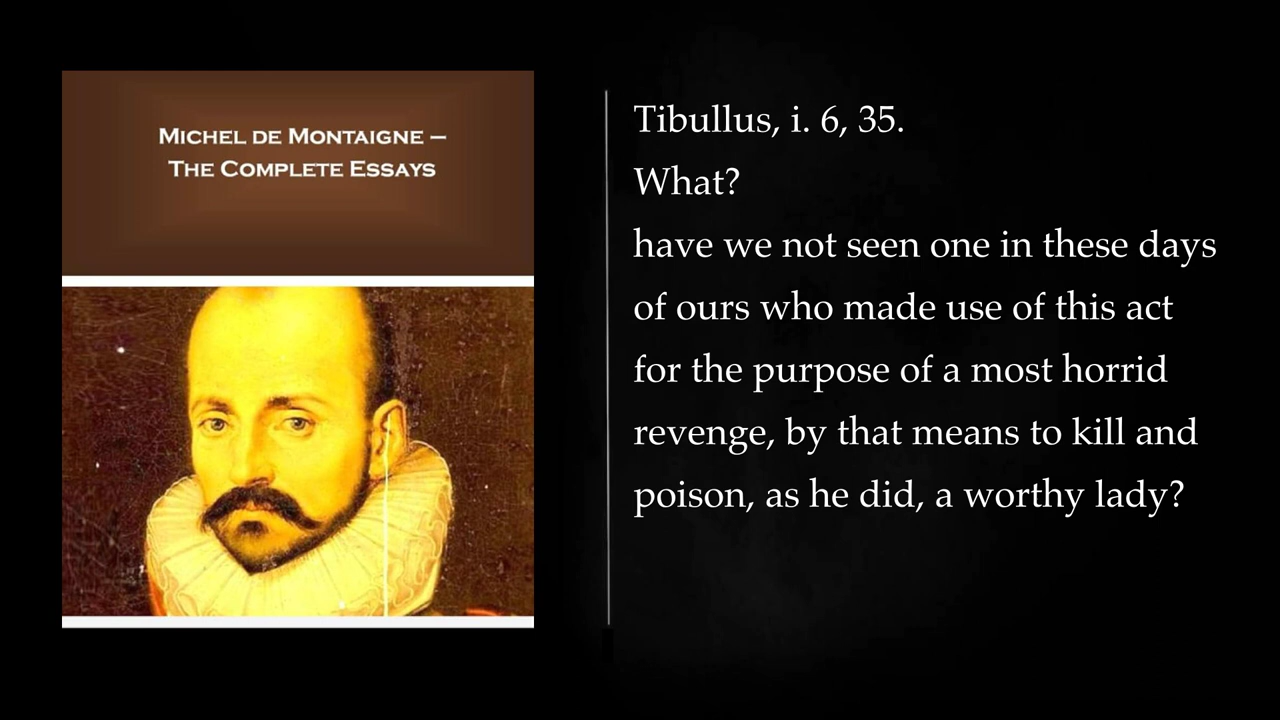 MICHEL DE MONTAIGNE –
THE COMPLETE ESSAYS
Tibullus, i. 6, 35.
What?
have we not seen one in these days
of ours who made use of this act
for the purpose of a most horrid
revenge, by that means to kill and
poison, as he did, a worthy lady?